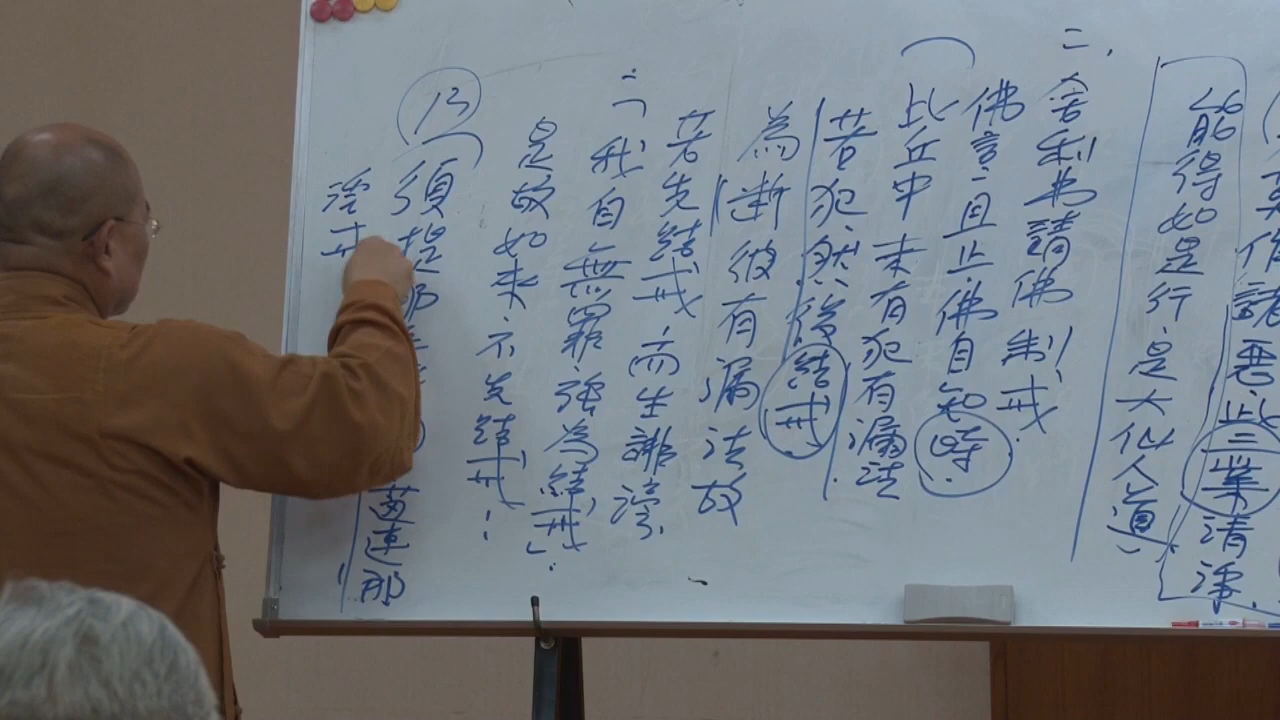 莫作諸惡此三業清淨
能得如是行是大仙人道
二、
舍利弗請佛制戒
佛言且止佛自知時
比丘中未有犯有漏法
若犯然後結戒
為斷彼有漏法故
若先結戒而生誹謗
「我自無罪強為結戒」
是故如來不先結戒
(13)
須提那
蓮那
淫戒